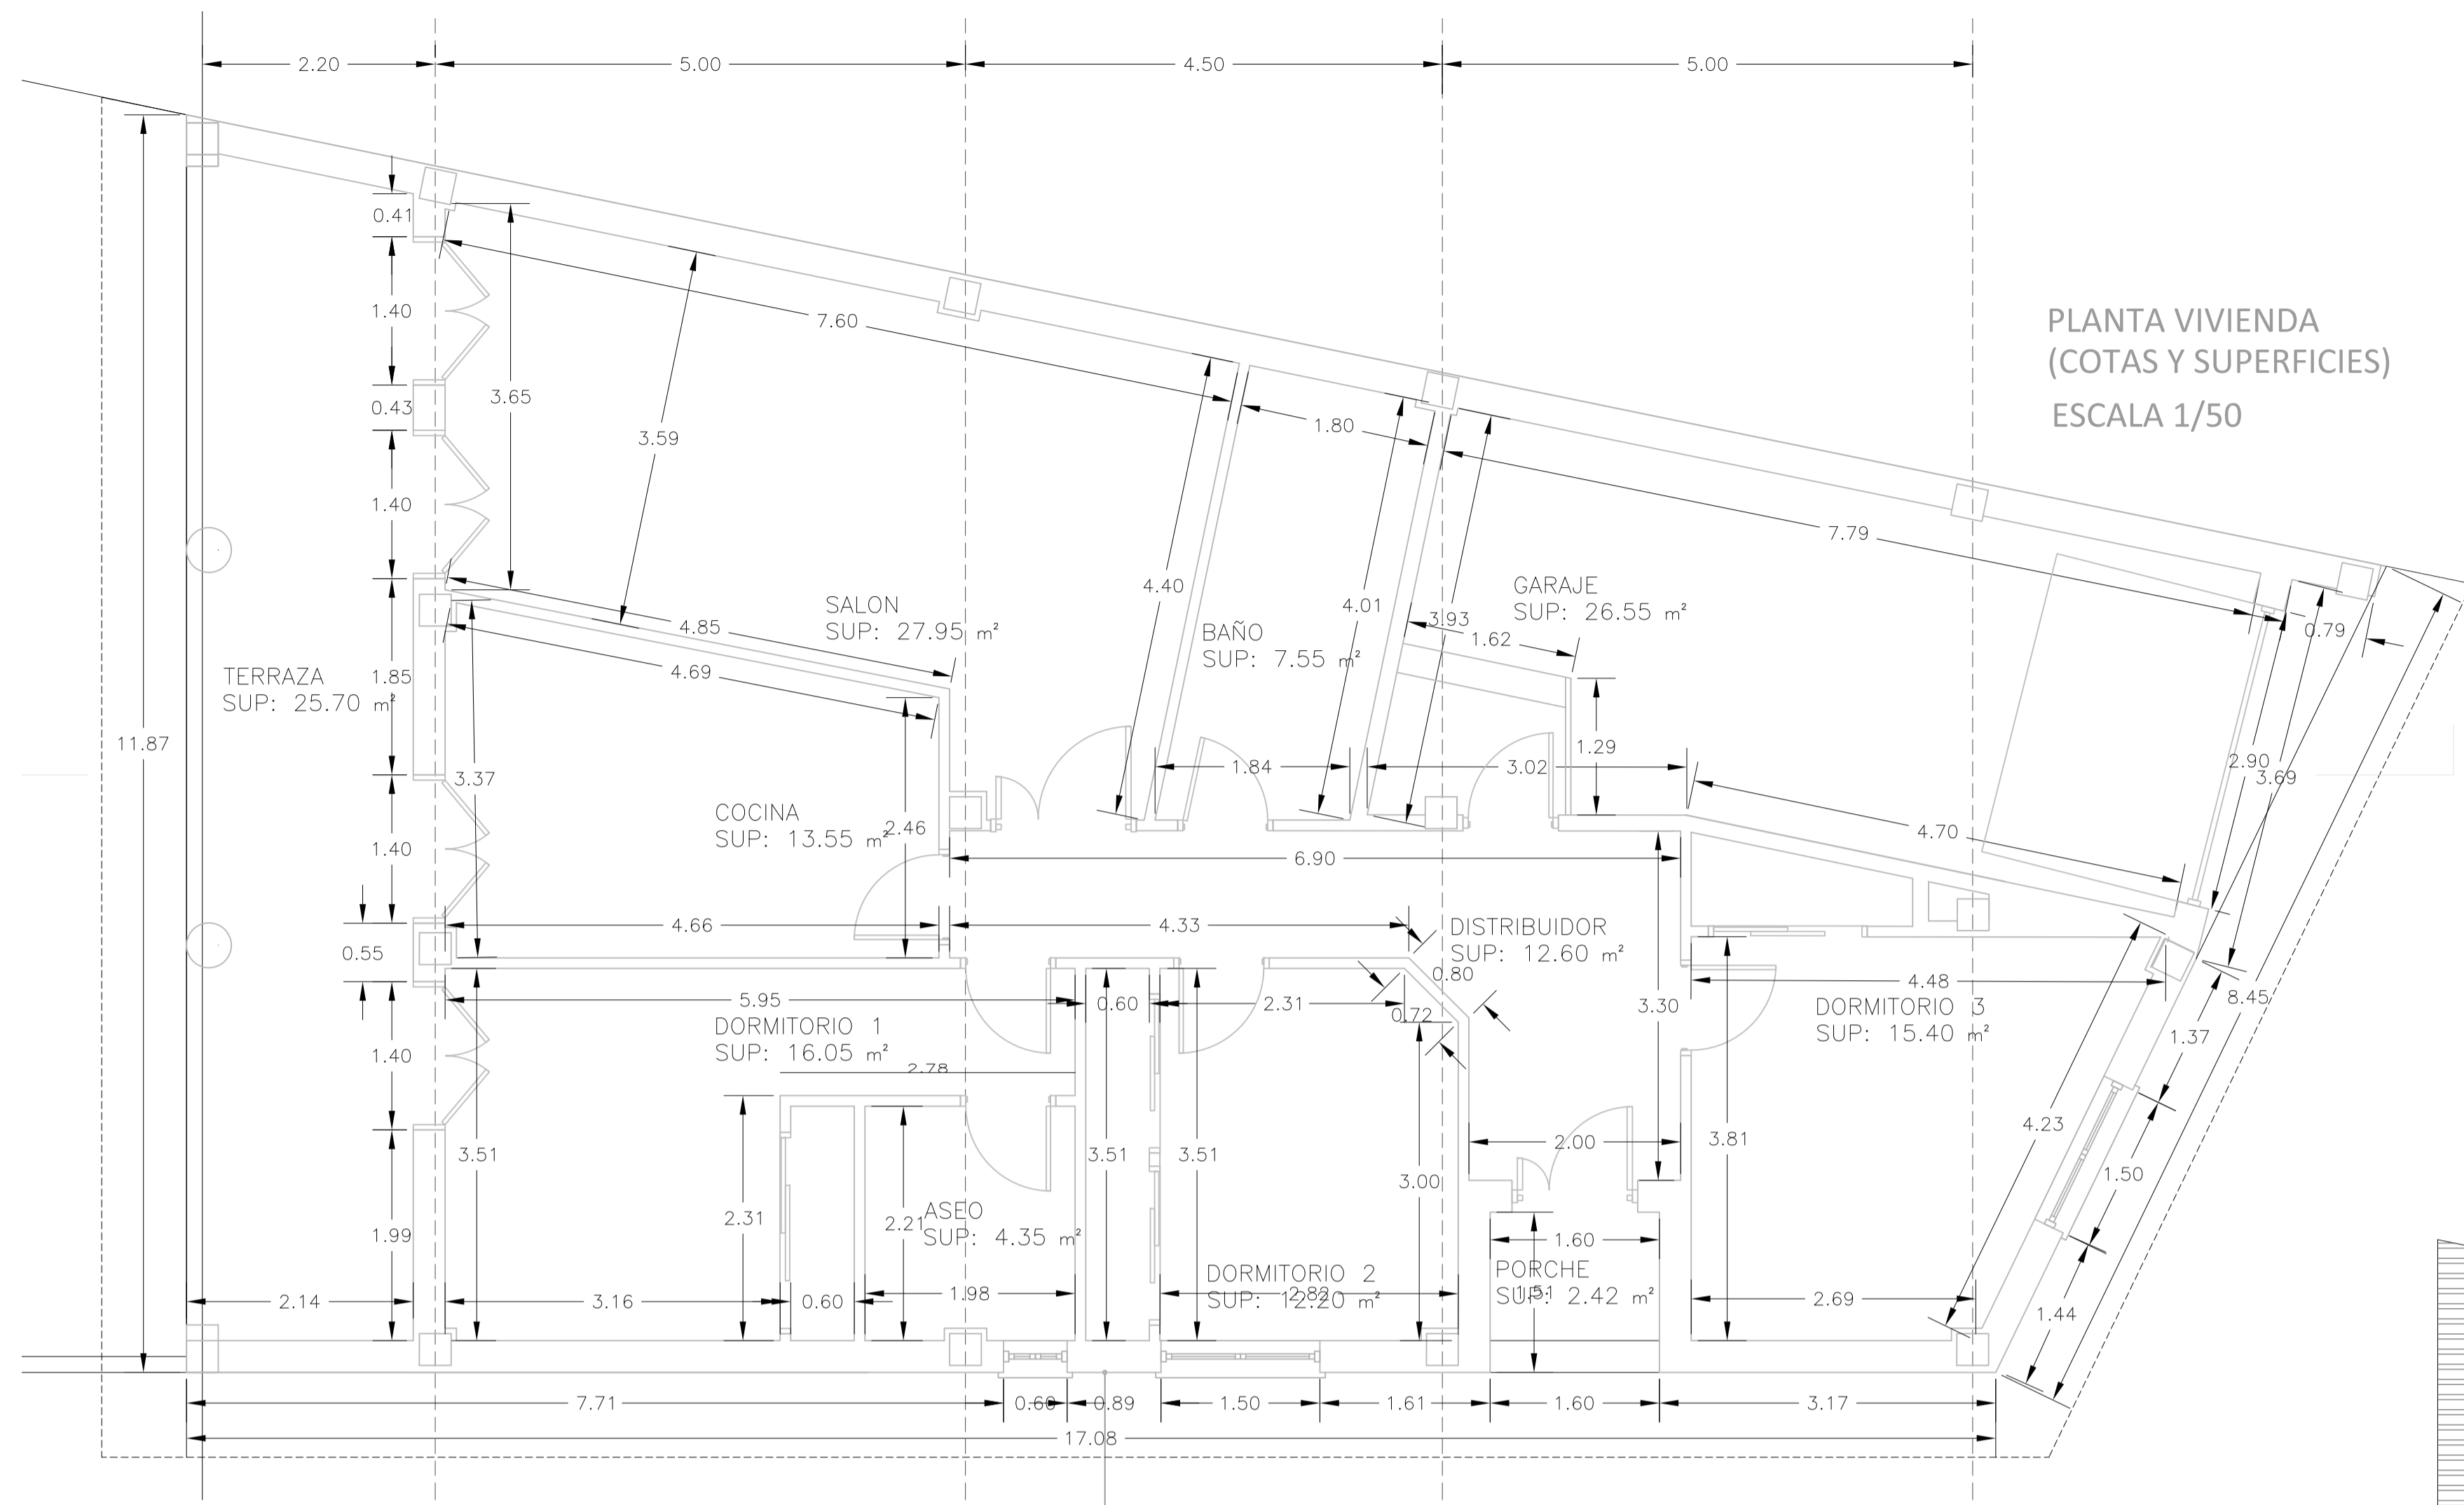 2.20
5.00
4.50
5.00
PLANTA VIVIENDA
(COTAS Y SUPERFICIES)
ESCALA 1/50
0.41
1.40
0.43
1.40
1.85
1.40
0.55
1.40
1.99
11.87
3.65
3.59
7.60
4.40
1.80
4.01
3.93
7.79
4.85
4.69
SALON
SUP: 27.95 m²
BAÑO
SUP: 7.55 m²
GARAJE
SUP: 26.55 m²
1.62
1.29
0.79
2.90
3.69
TERRAZA
SUP: 25.70 m²
3.37
COCINA
SUP: 13.55 m²
2.46
1.84
3.02
4.70
6.90
4.66
4.33
DISTRIBUIDOR
SUP: 12.60 m²
0.80
0.72
3.30
4.48
DORMITORIO 3
SUP: 15.40 m²
8.45
1.37
4.23
1.50
1.44
5.95
DORMITORIO 1
SUP: 16.05 m²
2.78
0.60
2.31
3.51
3.51
3.51
3.00
2.00
3.81
2.31
2.21
ASEO
SUP: 4.35 m²
1.60
PORCHE
SUP: 2.42 m²
1.51
DORMITORIO 2
SUP: 12.20 m²
2.82
2.14
3.16
0.60
1.98
2.69
7.71
0.60
0.89
1.50
1.61
1.60
3.17
17.08